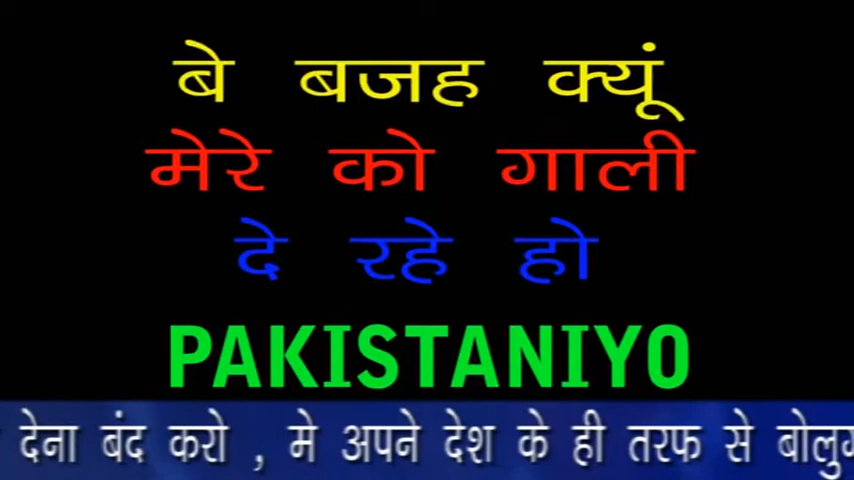 बे बजह क्यूं
मेरे को गाली
दे रहे हो
PAKISTANIYO
देना बंद करो , मे अपने देश के ही तरफ से